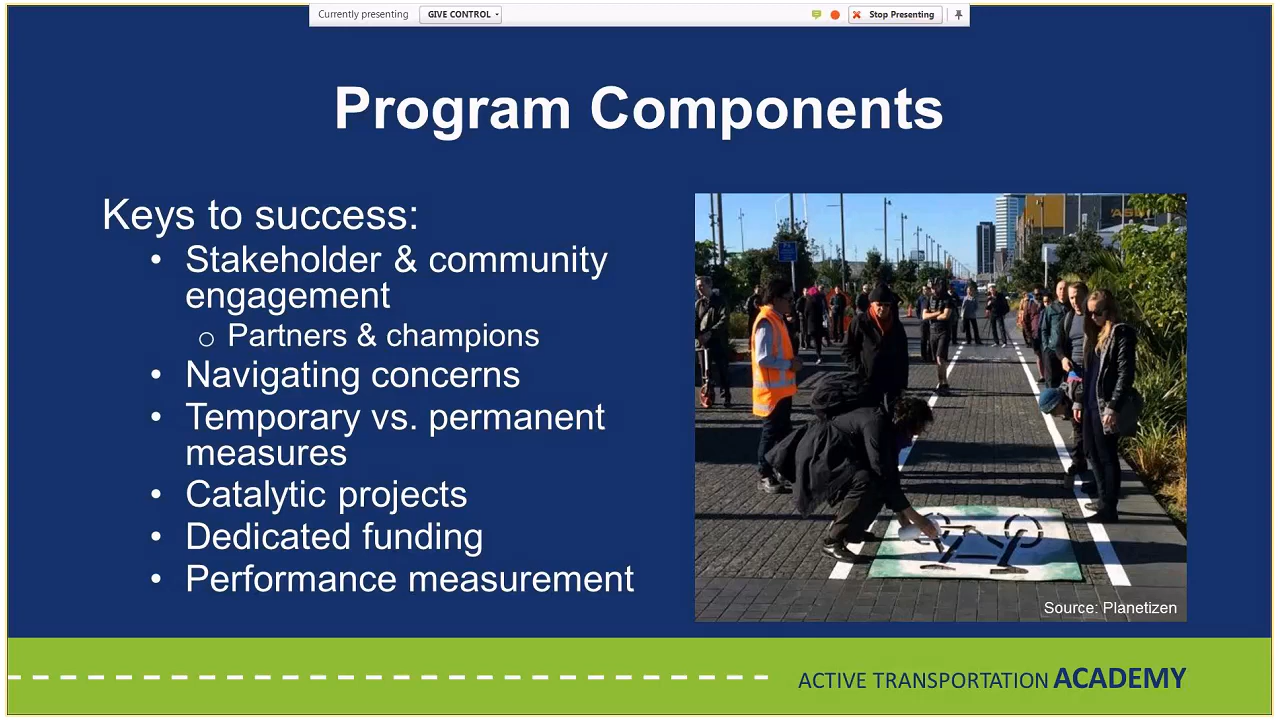 Currently presenting GIVE CONTROL Stop Presenting
Program Components
Keys to success:
• Stakeholder & community
engagement
o Partners & champions
• Navigating concerns
• Temporary vs. permanent
measures
• Catalytic projects
• Dedicated funding
• Performance measurement
Source: Planetizen
ACTIVE TRANSPORTATION ACADEMY